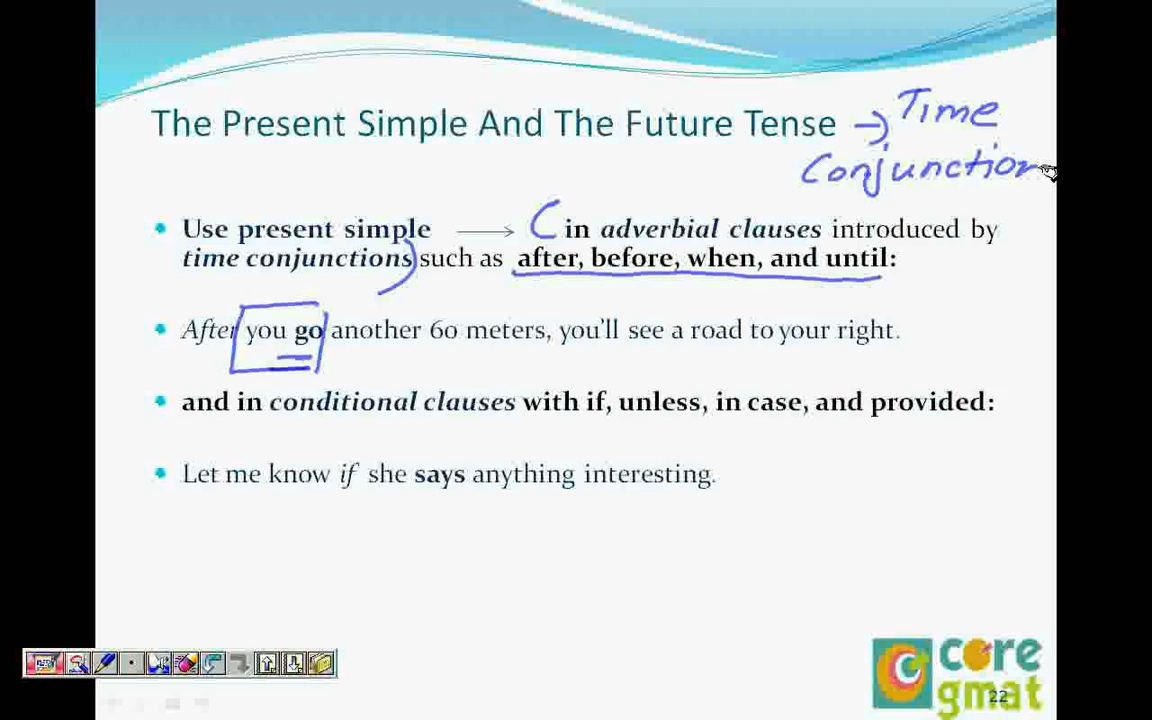 The Present Simple And The Future Tense → Time
Conjunction
Use present simple → in adverbial clauses introduced by
time conjunctions such as after, before, when, and until:
After you go another 60 meters, you'll see a road to your right.
and in conditional clauses with if, unless, in case, and provided:
Let me know if she says anything interesting.
core
gmat
22